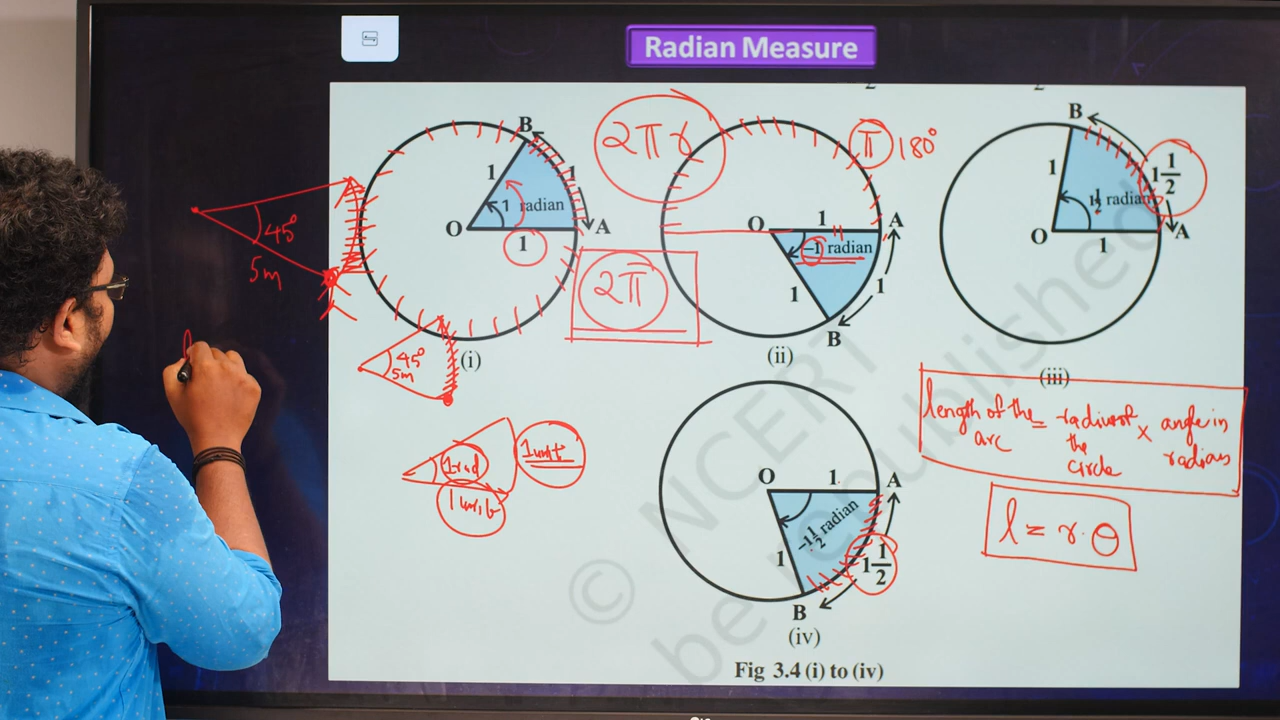 Radian Measure
B
1
1
1 radian
O
A
1
(i)
45°
5m
45°
5m
1 rad
1 unit
1 unit
2πr
2π
π 180°
O
1
A
-1 radian
1
1
B
(ii)
B
1
1 1/2
1 1/2 radian
O
1
A
(iii)
O
1
A
-1 1/2 radian
1
1 1/2
B
(iv)
length of the arc = radius of the circle × angle in radians
l = r·θ
Fig 3.4 (i) to (iv)
© NCERT
be republished